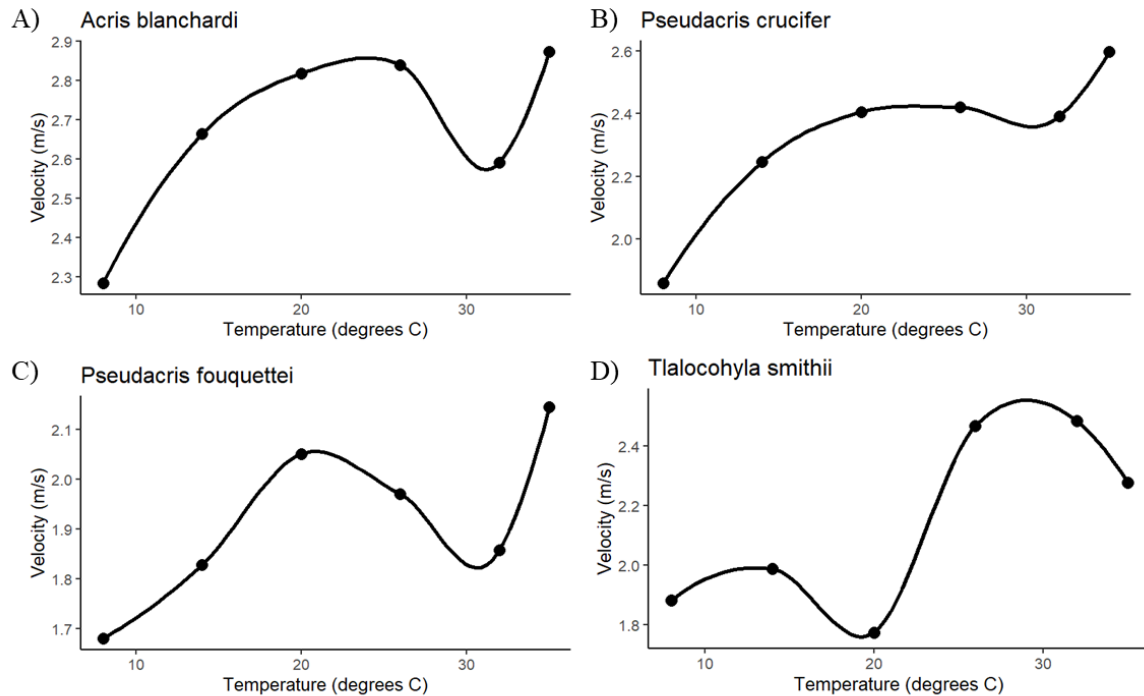 A) Acris blanchardi
2.9
2.8
2.7
2.6
2.5
2.4
2.3
Velocity (m/s)
10 20 30
Temperature (degrees C)
B) Pseudacris crucifer
2.6
2.4
2.2
2.0
Velocity (m/s)
10 20 30
Temperature (degrees C)
C) Pseudacris fouquettei
2.1
2.0
1.9
1.8
1.7
Velocity (m/s)
10 20 30
Temperature (degrees C)
D) Tlalocohyla smithii
2.4
2.2
2.0
1.8
Velocity (m/s)
10 20 30
Temperature (degrees C)